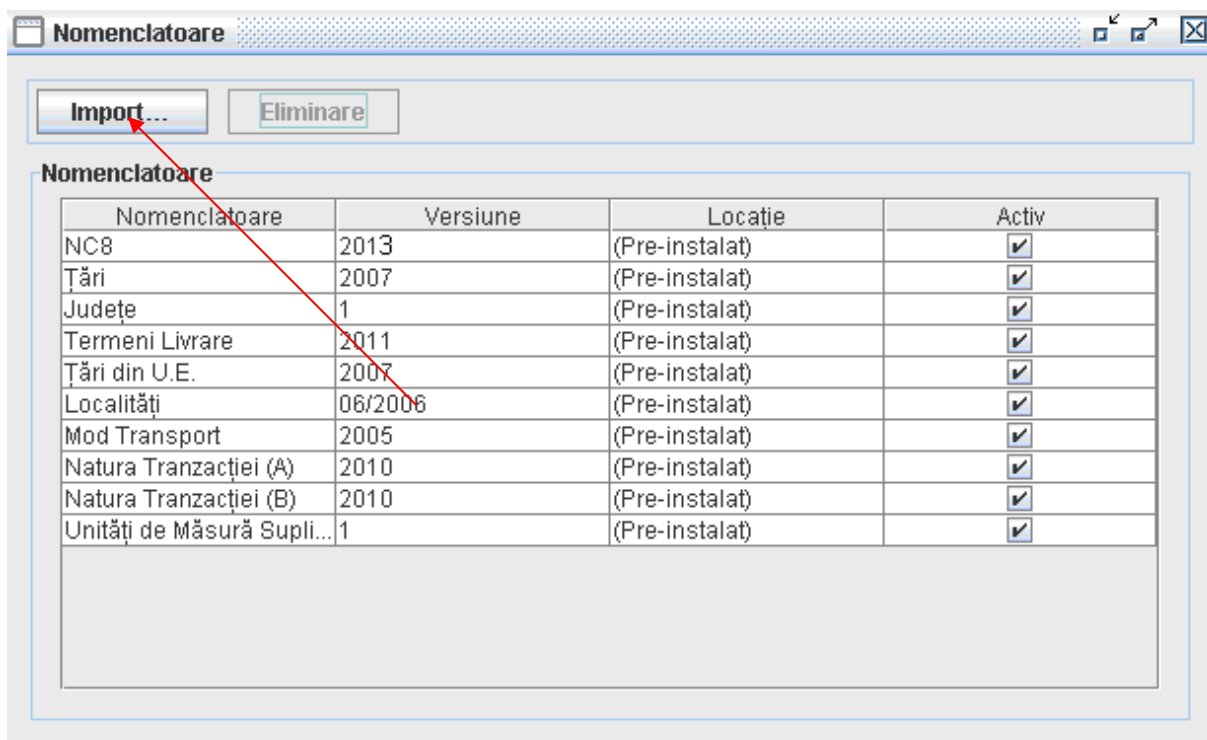 Nomenclatoare
Import... Eliminare
Nomenclatoare
Nomenclatoare Versiune Locație Activ
NC8 2013 (Pre-instalat)
Țări 2007 (Pre-instalat)
Județe 1 (Pre-instalat)
Termeni Livrare 2011 (Pre-instalat)
Țări din U.E. 2007 (Pre-instalat)
Localități 06/2006 (Pre-instalat)
Mod Transport 2005 (Pre-instalat)
Natura Tranzacției (A) 2010 (Pre-instalat)
Natura Tranzacției (B) 2010 (Pre-instalat)
Unități de Măsură Supli... 1 (Pre-instalat)